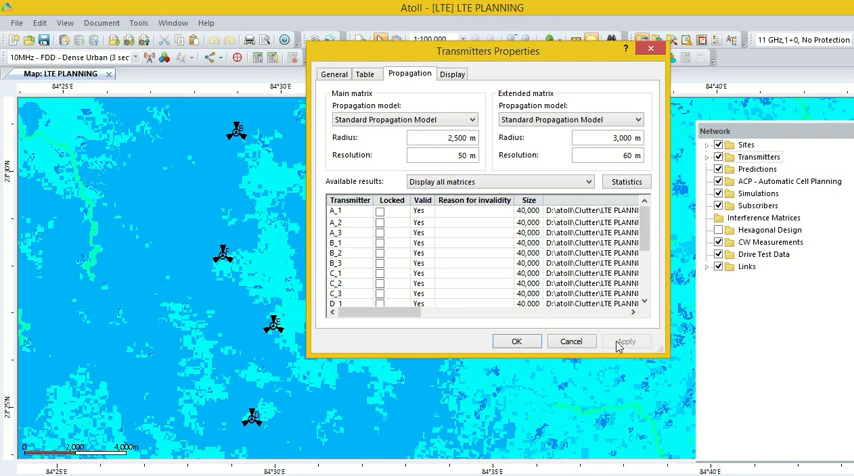 Atoll - [LTE] LTE PLANNING
File Edit View Document Tools Window Help
1:100,000
10MHz - FDD - Dense Urban (3 sec
11 GHz,1+0, No Protection
Map: LTE PLANNING
84°25'E 84°30'E 84°40'E
Transmitters Properties
? ×
General Table Propagation Display
Main matrix Extended matrix
Propagation model: Propagation model:
Standard Propagation Model Standard Propagation Model
Radius: 2,500 m Radius: 3,000 m
Resolution: 50 m Resolution: 60 m
Available results: Display all matrices Statistics
Transmitter Locked Valid Reason for invalidity Size
A_1 Yes 40,000 D:\atoll\Clutter\LTE PLANNI
A_2 Yes 40,000 D:\atoll\Clutter\LTE PLANNI
A_3 Yes 40,000 D:\atoll\Clutter\LTE PLANNI
B_1 Yes 40,000 D:\atoll\Clutter\LTE PLANNI
B_2 Yes 40,000 D:\atoll\Clutter\LTE PLANNI
B_3 Yes 40,000 D:\atoll\Clutter\LTE PLANNI
C_1 Yes 40,000 D:\atoll\Clutter\LTE PLANNI
C_2 Yes 40,000 D:\atoll\Clutter\LTE PLANNI
C_3 Yes 40,000 D:\atoll\Clutter\LTE PLANNI
D_1 Yes 40,000 D:\atoll\Clutter\LTE PLANNI
OK Cancel Apply
Network
Sites
Transmitters
Predictions
ACP - Automatic Cell Planning
Simulations
Subscribers
Interference Matrices
Hexagonal Design
CW Measurements
Drive Test Data
Links
B
F
E
D
0 2,000 4,000m
84°25'E 84°30'E 84°35'E 84°40'E